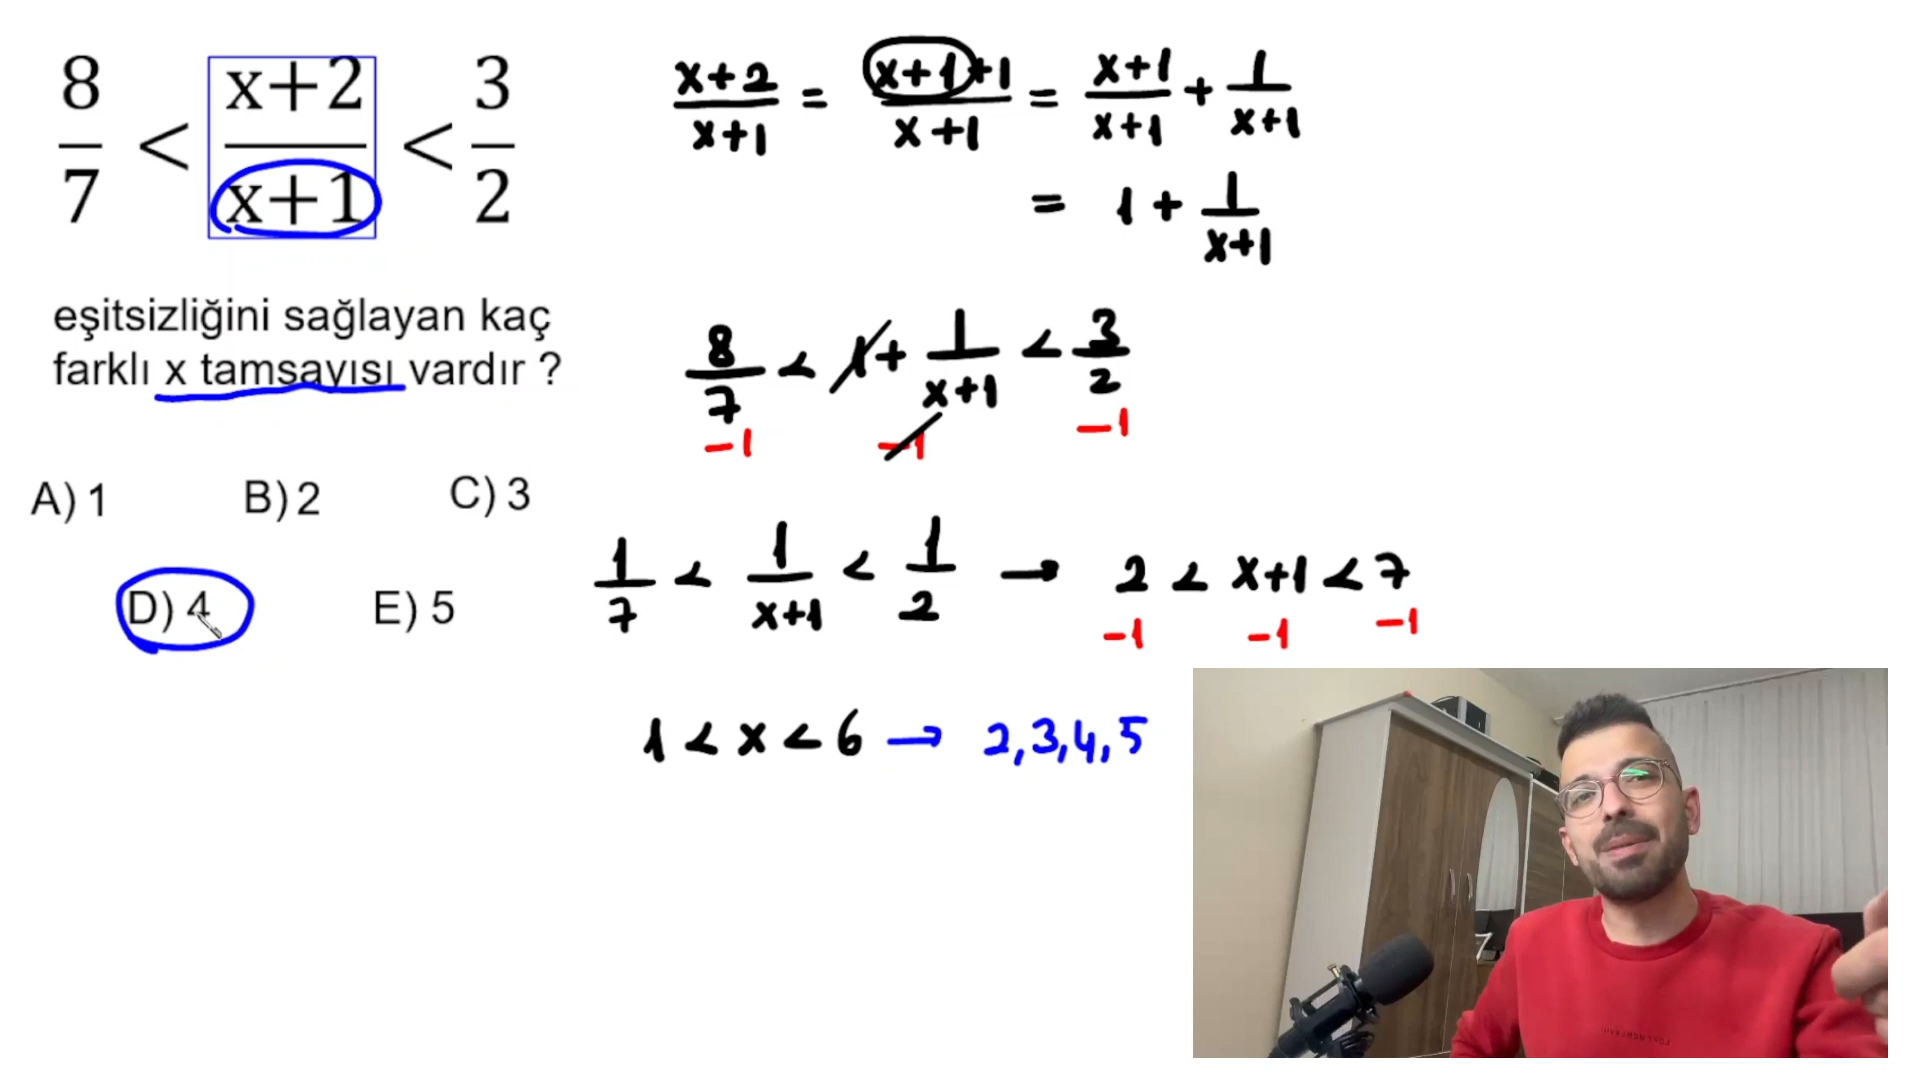 8/7 < x+2/x+1 < 3/2
eşitsizliğini sağlayan kaç
farklı x tamsayısı vardır ?
A) 1 B) 2 C) 3
D) 4 E) 5
x+2/x+1 = x+1+1/x+1 = x+1/x+1 + 1/x+1
= 1 + 1/x+1
8/7 < 1 + 1/x+1 < 3/2
-1 -1 -1
1/7 < 1/x+1 < 1/2 → 2 < x+1 < 7
-1 -1 -1
1 < x < 6 → 2,3,4,5